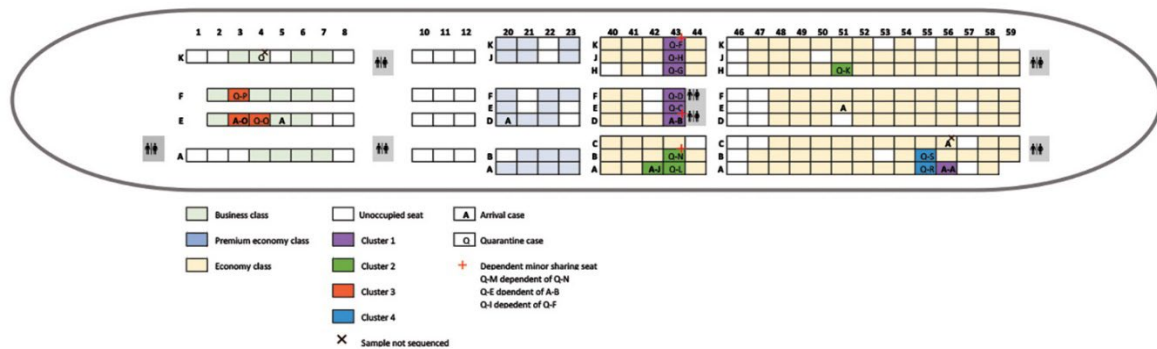 1 2 3 4 5 6 7 8 10 11 12 20 21 22 23 40 41 42 43 44 46 47 48 49 50 51 52 53 54 55 56 57 58 59
K Q K J K Q-F K
J Q-H J
H Q-G H Q-K
F Q-P F F Q-D F
E A-O Q-Q A E E Q-C E A
D A D A-B D
C C A
A B B Q-N B Q-S
A A A-J Q-L A Q-R A-A
Business class Unoccupied seat A Arrival case
Premium economy class Cluster 1 Q Quarantine case
Economy class Cluster 2 Dependent minor sharing seat
Q-M dependent of Q-N
Cluster 3 Q-E dpendent of A-B
Q-I depedent of Q-F
Cluster 4
Sample not sequenced